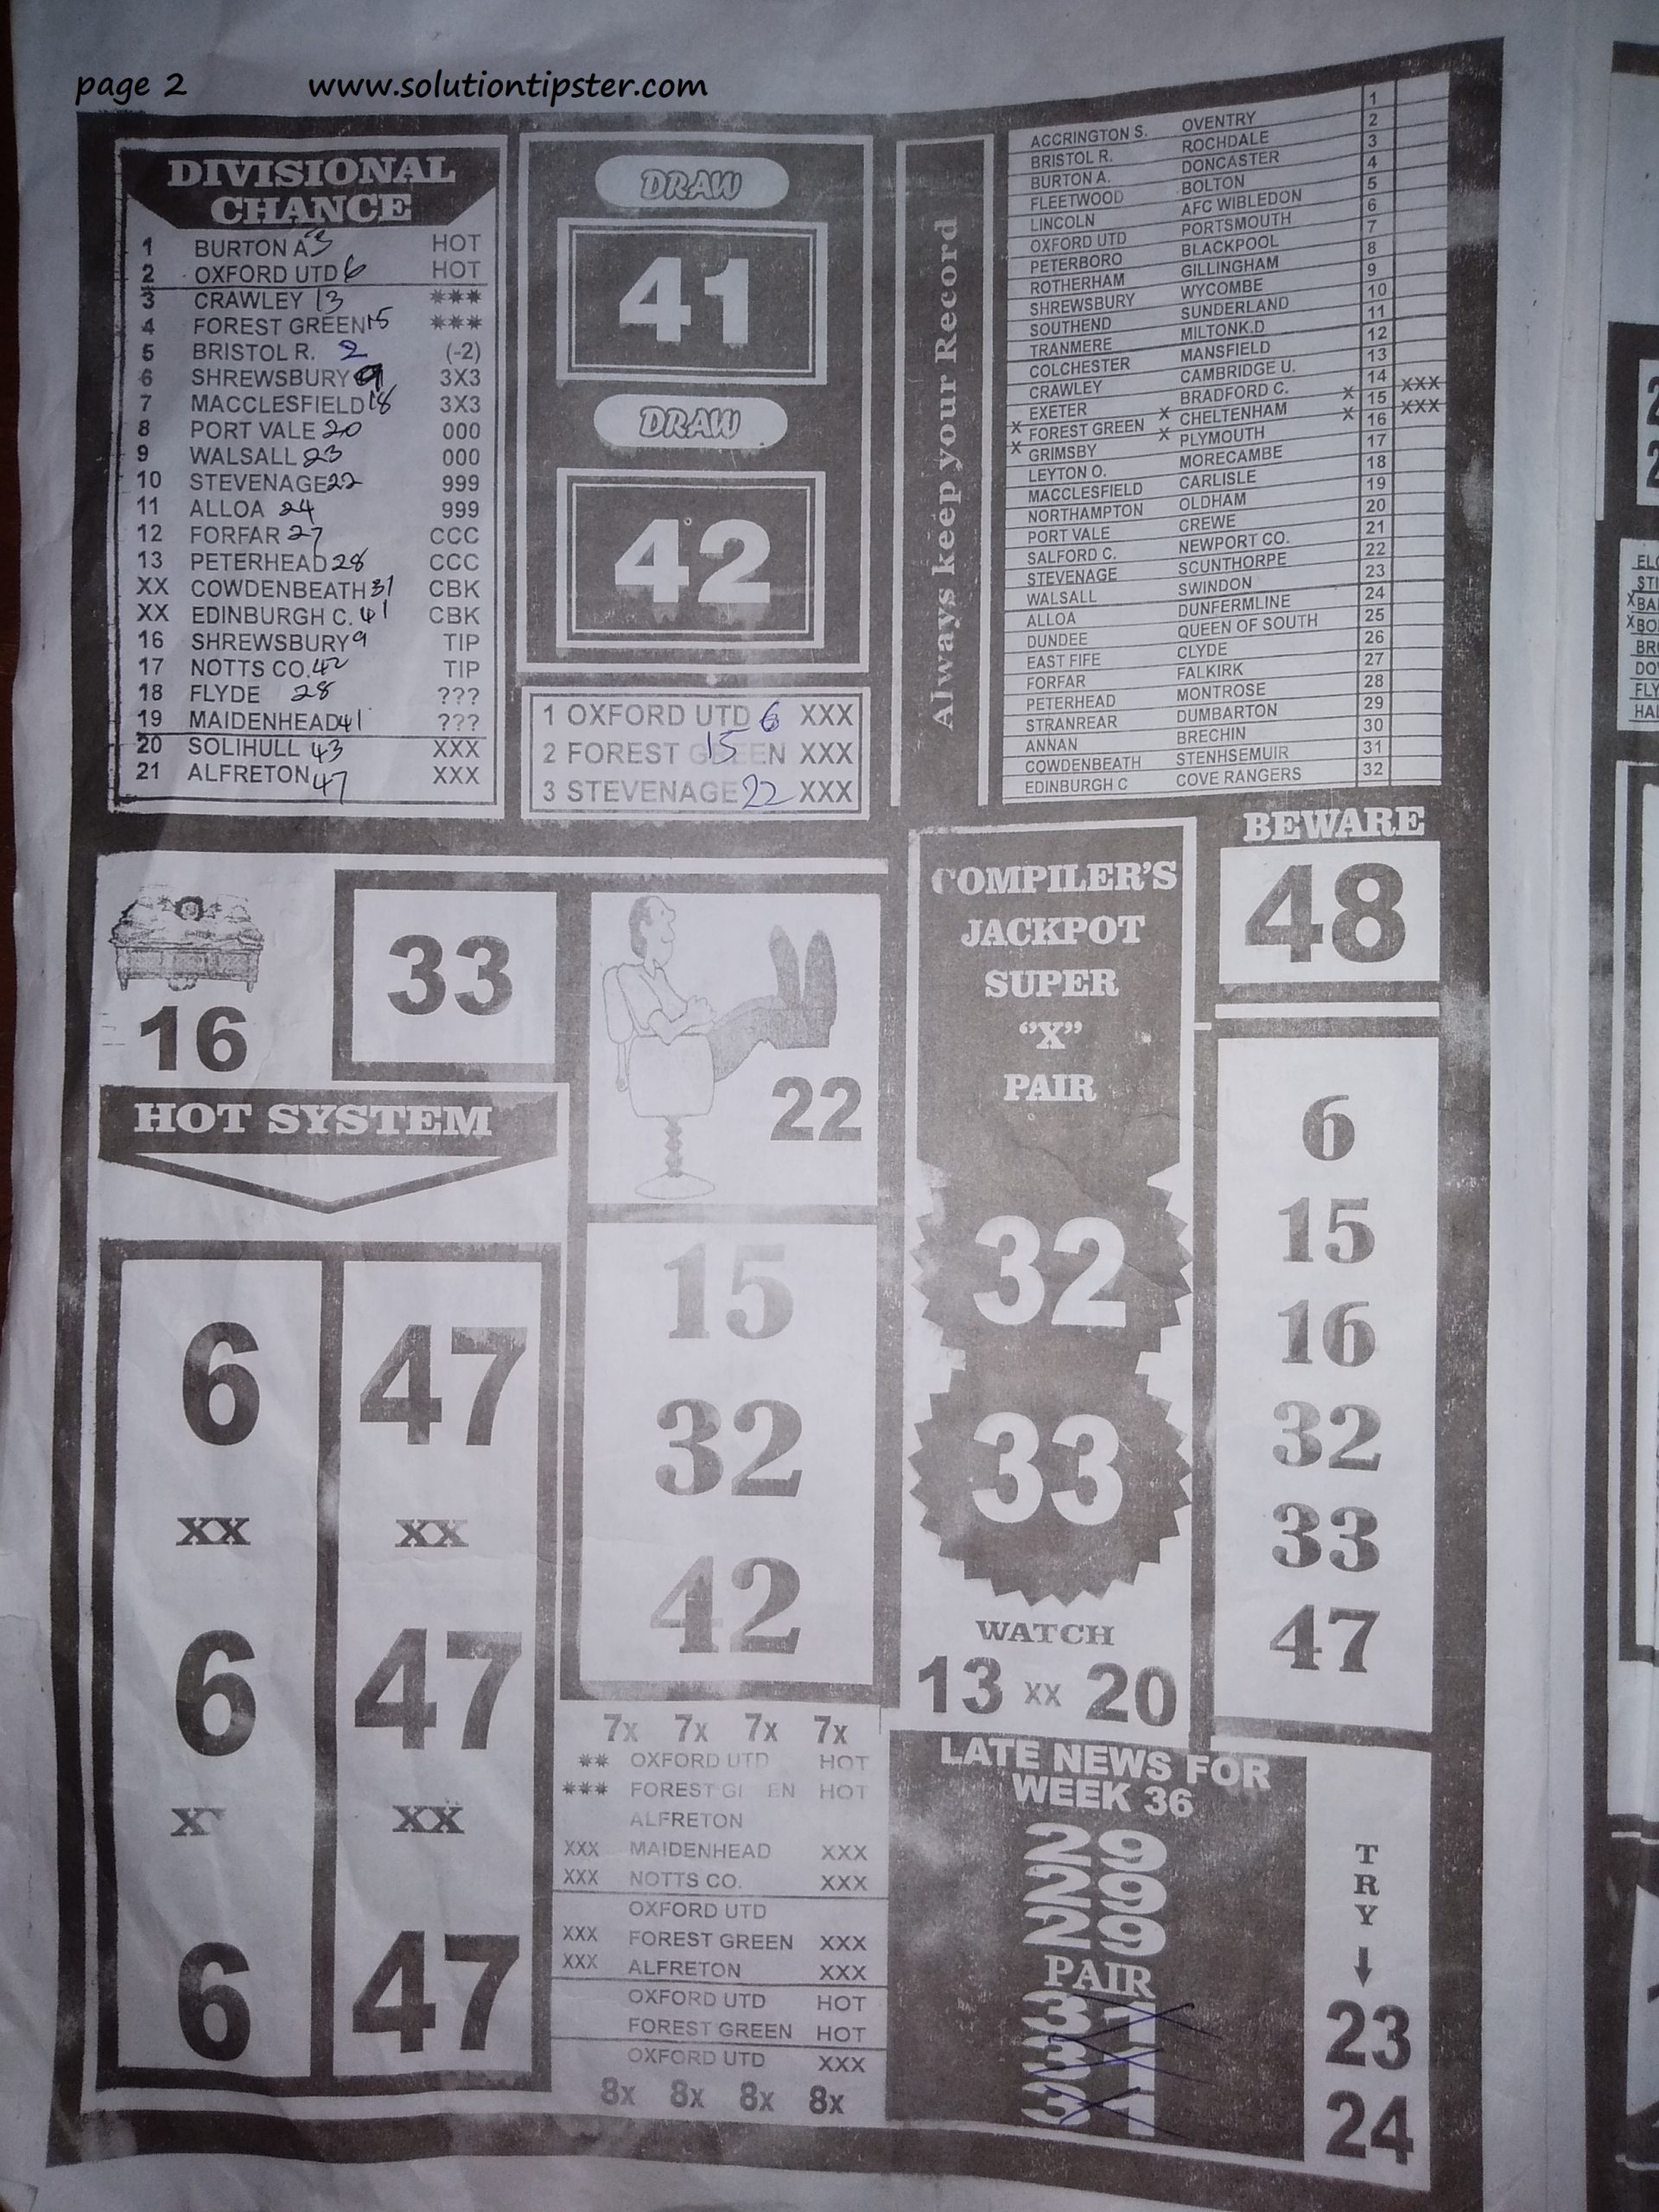 page 2 www.solutiontipster.com
DIVISIONAL
CHANCE
1 BURTON A 3 HOT
2 OXFORD UTD 6 HOT
3 CRAWLEY 13 ***
4 FOREST GREEN 15 ***
5 BRISTOL R. 2 (-2)
6 SHREWSBURY 9 3X3
7 MACCLESFIELD 18 3X3
8 PORT VALE 20 000
9 WALSALL 23 000
10 STEVENAGE 22 999
11 ALLOA 24 999
12 FORFAR 27 CCC
13 PETERHEAD 28 CCC
XX COWDENBEATH 31 CBK
XX EDINBURGH C. 41 CBK
16 SHREWSBURY 9 TIP
17 NOTTS CO. 42 TIP
18 FLYDE 28 ???
19 MAIDENHEAD 41 ???
20 SOLIHULL 43 XXX
21 ALFRETON 47 XXX
DRAW
41
DRAW
42
1 OXFORD UTD 6 XXX
2 FOREST GREEN 15 XXX
3 STEVENAGE 22 XXX
Always keep your Record
1
ACCRINGTON S. OVENTRY 2
BRISTOL R. ROCHDALE 3
BURTON A. DONCASTER 4
FLEETWOOD BOLTON 5
LINCOLN AFC WIBLEDON 6
OXFORD UTD PORTSMOUTH 7
PETERBORO BLACKPOOL 8
ROTHERHAM GILLINGHAM 9
SHREWSBURY WYCOMBE 10
SOUTHEND SUNDERLAND 11
TRANMERE MILTONK.D 12
COLCHESTER MANSFIELD 13
CRAWLEY CAMBRIDGE U. 14 XXX
EXETER BRADFORD C. X 15 XXX
X FOREST GREEN X CHELTENHAM X 16
X GRIMSBY X PLYMOUTH 17
LEYTON O. MORECAMBE 18
MACCLESFIELD CARLISLE 19
NORTHAMPTON OLDHAM 20
PORT VALE CREWE 21
SALFORD C. NEWPORT CO. 22
STEVENAGE SCUNTHORPE 23
WALSALL SWINDON 24
ALLOA DUNFERMLINE 25
DUNDEE QUEEN OF SOUTH 26
EAST FIFE CLYDE 27
FORFAR FALKIRK 28
PETERHEAD MONTROSE 29
STRANREAR DUMBARTON 30
ANNAN BRECHIN 31
COWDENBEATH STENHSEMUIR 32
EDINBURGH C COVE RANGERS
16
33
22
HOT SYSTEM
6 47
XX XX
6 47
X XX
6 47
15
32
42
7x 7x 7x 7x
** OXFORD UTD HOT
*** FOREST GREEN HOT
ALFRETON
XXX MAIDENHEAD XXX
XXX NOTTS CO. XXX
OXFORD UTD
XXX FOREST GREEN XXX
XXX ALFRETON XXX
OXFORD UTD HOT
FOREST GREEN HOT
OXFORD UTD XXX
8x 8x 8x 8x
COMPILER'S
JACKPOT
SUPER
"X"
PAIR
32
33
WATCH
13 XX 20
LATE NEWS FOR
WEEK 36
29
29
29
PAIR
31
31
31
BEWARE
48
6
15
16
32
33
47
TRY
23
24